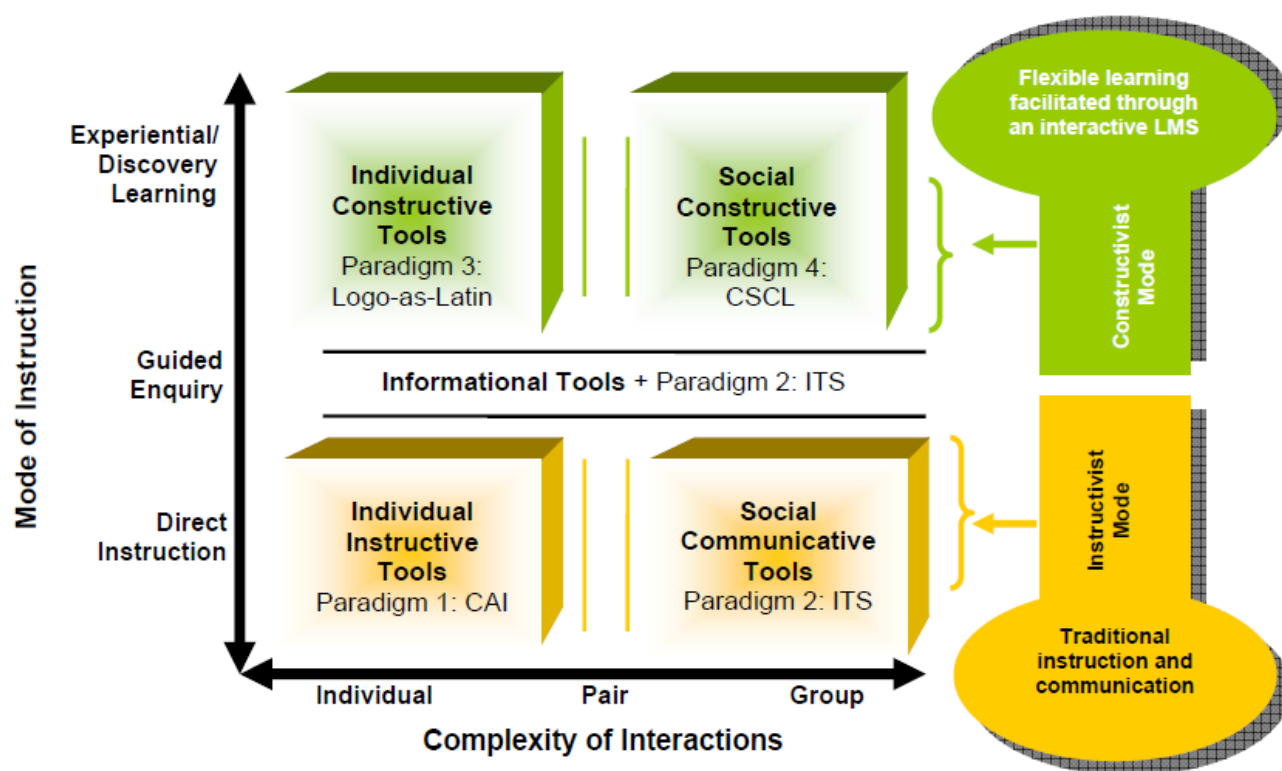 Flexible learning
facilitated through
an interactive LMS
Experiential/
Discovery
Learning
Individual
Constructive
Tools
Paradigm 3:
Logo-as-Latin
Social
Constructive
Tools
Paradigm 4:
CSCL
Constructivist
Mode
Mode of Instruction
Guided
Enquiry
Informational Tools + Paradigm 2: ITS
Direct
Instruction
Individual
Instructive
Tools
Paradigm 1: CAI
Social
Communicative
Tools
Paradigm 2: ITS
Instructivist
Mode
Traditional
instruction and
communication
Individual
Pair
Group
Complexity of Interactions